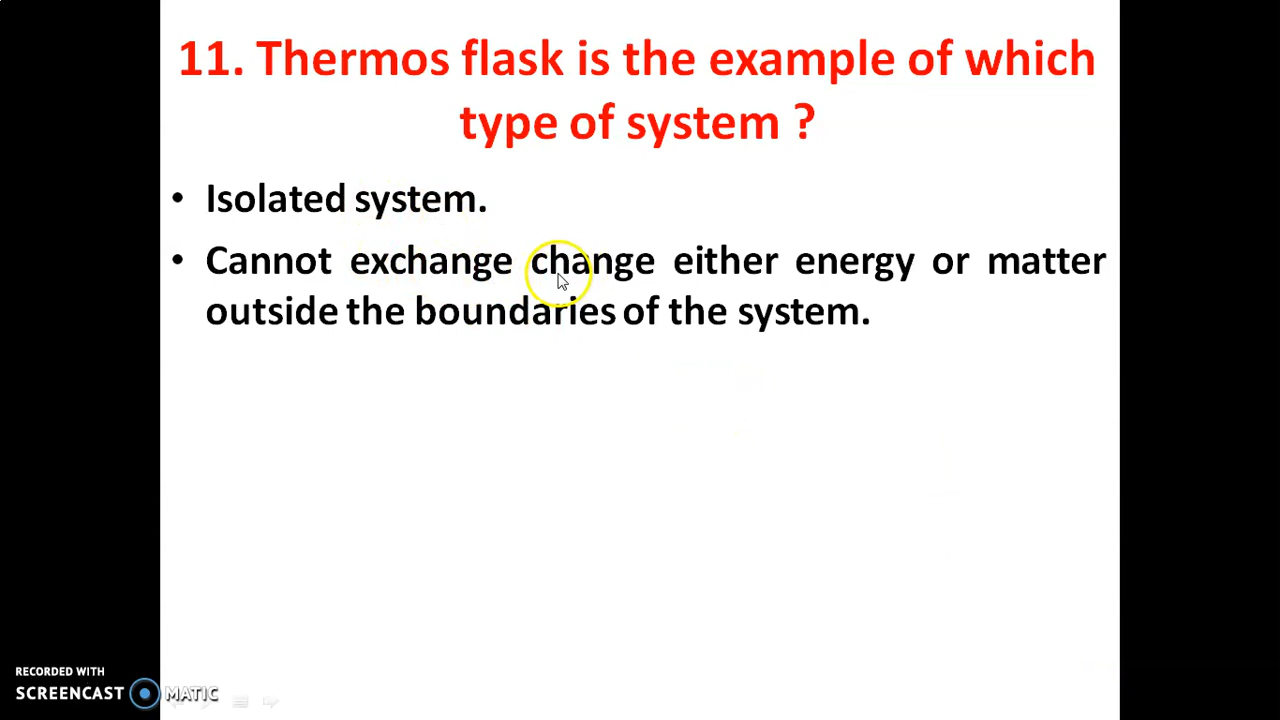 11. Thermos flask is the example of which
type of system ?
• Isolated system.
• Cannot exchange change either energy or matter
outside the boundaries of the system.
RECORDED WITH
SCREENCAST MATIC